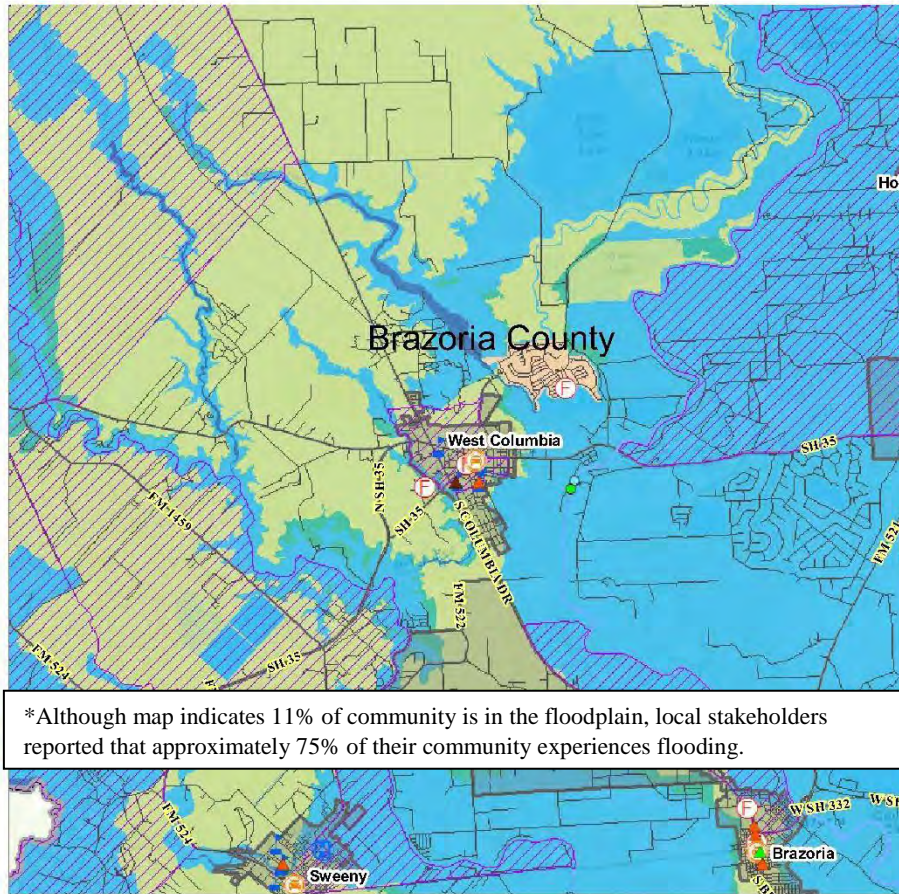 Ho
Brazoria County
F
West Columbia
F
SH-35
N SH-35
SH-35
S COLUMBIA DR
FM-1459
FM-521
FM-522
FM-524
SH-35
F
*Although map indicates 11% of community is in the floodplain, local stakeholders
reported that approximately 75% of their community experiences flooding.
FM-524
F
W SH-332
W SH
Brazoria
Sweeny
S B